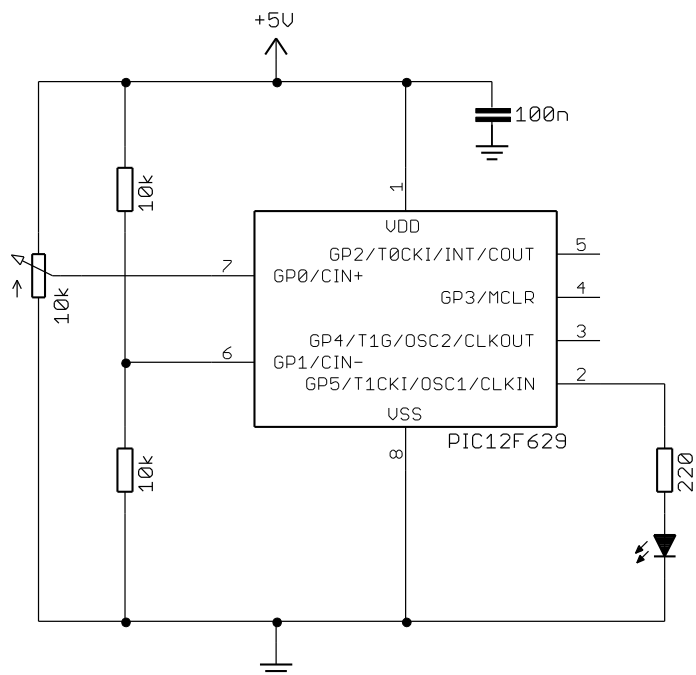 +5V
100n
10k
1
VDD
GP2/T0CKI/INT/COUT
5
7
GP0/CIN+
10k
GP3/MCLR
4
GP4/T1G/OSC2/CLKOUT
3
6
GP1/CIN-
GP5/T1CKI/OSC1/CLKIN
2
VSS
PIC12F629
8
10k
220